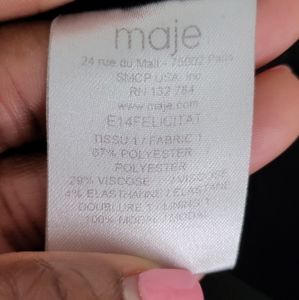 maje
24 rue du Mail - 75002 Paris
SMCP USA, Inc
RN 132 784
www.maje.com
E14FELICITAT
TISSU 1 / FABRIC 1
67% POLYESTER
POLYESTER
29% VISCOSE / VISCOSE
4% ELASTHANNE / ELASTANE
DOUBLURE 1 / LINING 1
100% MODAL / MODAL